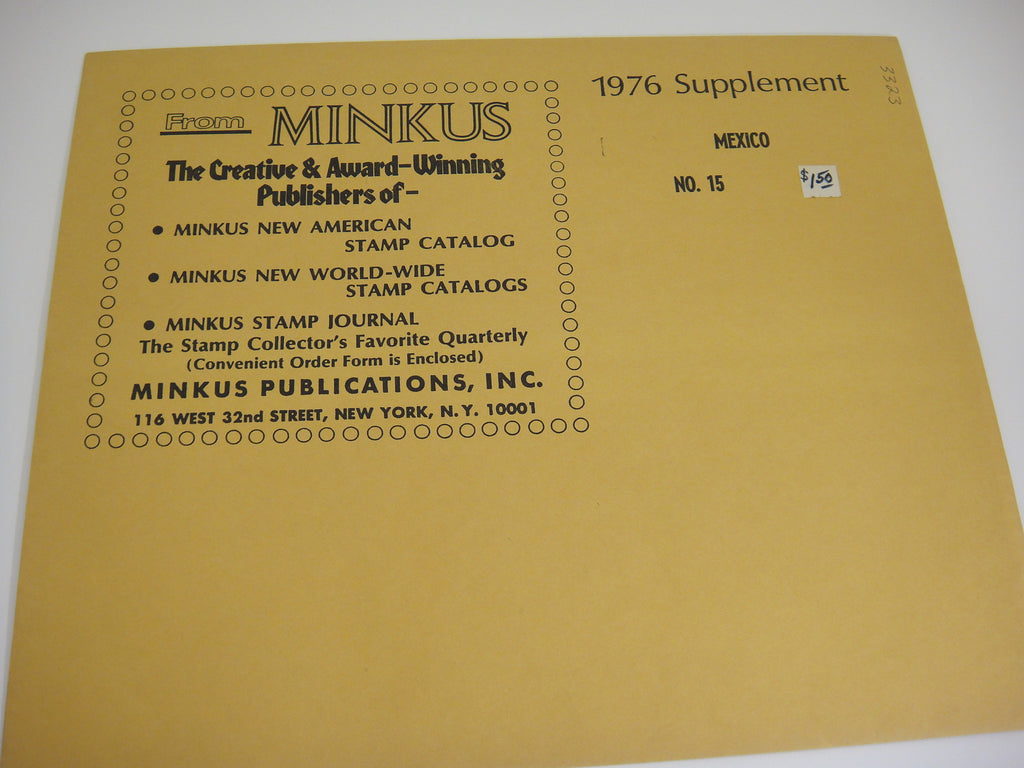 From MINKUS
The Creative & Award-Winning
Publishers of-
• MINKUS NEW AMERICAN
STAMP CATALOG
• MINKUS NEW WORLD-WIDE
STAMP CATALOGS
• MINKUS STAMP JOURNAL
The Stamp Collector's Favorite Quarterly
(Convenient Order Form is Enclosed)
MINKUS PUBLICATIONS, INC.
116 WEST 32nd STREET, NEW YORK, N.Y. 10001
1976 Supplement
MEXICO
NO. 15
$1.50
3323